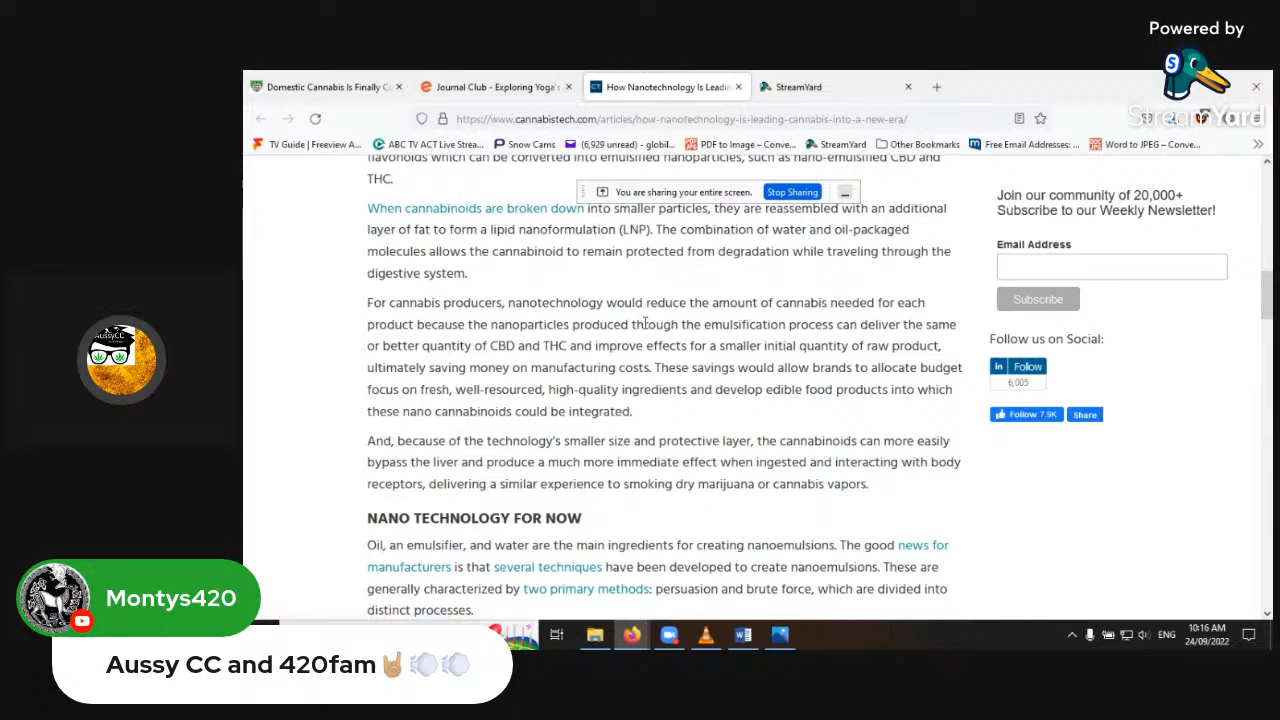 Powered by
StreamYard
Domestic Cannabis Is Finally Co
Journal Club - Exploring Yoga's
How Nanotechnology Is Leadin
StreamYard
https://www.cannabistech.com/articles/how-nanotechnology-is-leading-cannabis-into-a-new-era/
TV Guide | Freeview A...
ABC TV ACT Live Strea...
Snow Cams
(6,929 unread) - global...
PDF to Image – Conve...
StreamYard
Other Bookmarks
Free Email Addresses: ...
Word to JPEG – Conve...
flavonoids which can be converted into emulsified nanoparticles, such as nano-emulsified CBD and
THC.
You are sharing your entire screen.
Stop Sharing
When cannabinoids are broken down into smaller particles, they are reassembled with an additional
layer of fat to form a lipid nanoformulation (LNP). The combination of water and oil-packaged
molecules allows the cannabinoid to remain protected from degradation while traveling through the
digestive system.
For cannabis producers, nanotechnology would reduce the amount of cannabis needed for each
product because the nanoparticles produced through the emulsification process can deliver the same
or better quantity of CBD and THC and improve effects for a smaller initial quantity of raw product,
ultimately saving money on manufacturing costs. These savings would allow brands to allocate budget
focus on fresh, well-resourced, high-quality ingredients and develop edible food products into which
these nano cannabinoids could be integrated.
And, because of the technology's smaller size and protective layer, the cannabinoids can more easily
bypass the liver and produce a much more immediate effect when ingested and interacting with body
receptors, delivering a similar experience to smoking dry marijuana or cannabis vapors.
NANO TECHNOLOGY FOR NOW
Oil, an emulsifier, and water are the main ingredients for creating nanoemulsions. The good news for
manufacturers is that several techniques have been developed to create nanoemulsions. These are
generally characterized by two primary methods: persuasion and brute force, which are divided into
distinct processes.
Join our community of 20,000+
Subscribe to our Weekly Newsletter!
Email Address
Subscribe
Follow us on Social:
in Follow
6,005
Follow 7.9K
Share
AussyCC
ENG
10:16 AM
24/09/2022
Montys420
Aussy CC and 420fam🤘🏼💨💨